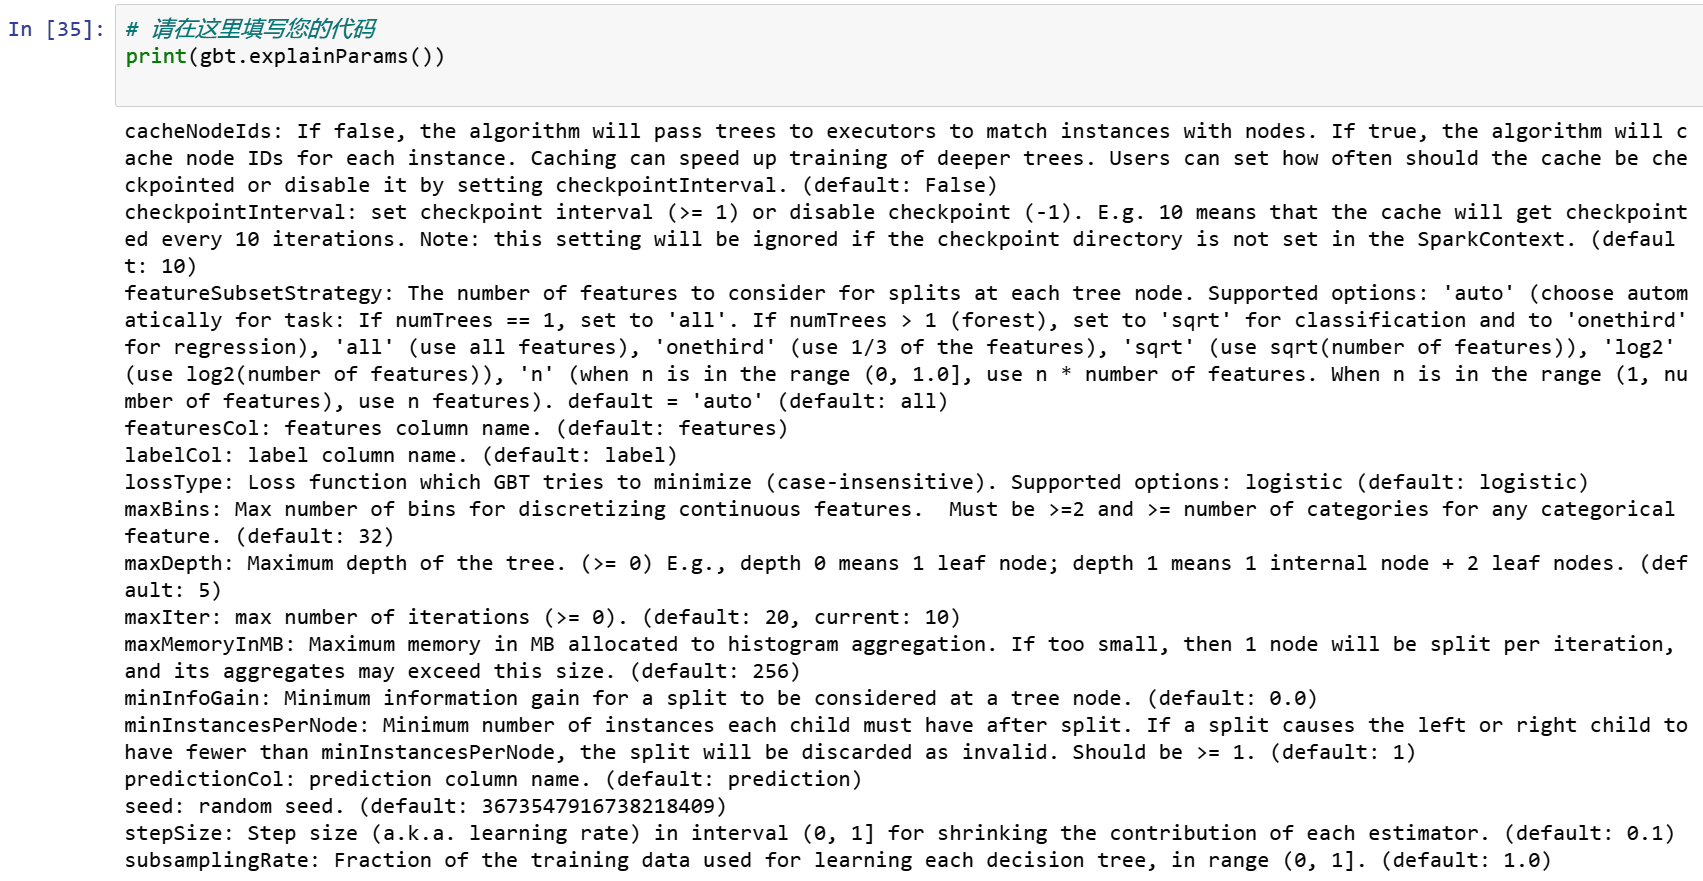 In [35]:
# 请在这里填写您的代码
print(gbt.explainParams())
cacheNodeIds: If false, the algorithm will pass trees to executors to match instances with nodes. If true, the algorithm will c
ache node IDs for each instance. Caching can speed up training of deeper trees. Users can set how often should the cache be che
ckpointed or disable it by setting checkpointInterval. (default: False)
checkpointInterval: set checkpoint interval (>= 1) or disable checkpoint (-1). E.g. 10 means that the cache will get checkpoint
ed every 10 iterations. Note: this setting will be ignored if the checkpoint directory is not set in the SparkContext. (defaul
t: 10)
featureSubsetStrategy: The number of features to consider for splits at each tree node. Supported options: 'auto' (choose autom
atically for task: If numTrees == 1, set to 'all'. If numTrees > 1 (forest), set to 'sqrt' for classification and to 'onethird'
for regression), 'all' (use all features), 'onethird' (use 1/3 of the features), 'sqrt' (use sqrt(number of features)), 'log2'
(use log2(number of features)), 'n' (when n is in the range (0, 1.0], use n * number of features. When n is in the range (1, nu
mber of features), use n features). default = 'auto' (default: all)
featuresCol: features column name. (default: features)
labelCol: label column name. (default: label)
lossType: Loss function which GBT tries to minimize (case-insensitive). Supported options: logistic (default: logistic)
maxBins: Max number of bins for discretizing continuous features.  Must be >=2 and >= number of categories for any categorical
feature. (default: 32)
maxDepth: Maximum depth of the tree. (>= 0) E.g., depth 0 means 1 leaf node; depth 1 means 1 internal node + 2 leaf nodes. (def
ault: 5)
maxIter: max number of iterations (>= 0). (default: 20, current: 10)
maxMemoryInMB: Maximum memory in MB allocated to histogram aggregation. If too small, then 1 node will be split per iteration,
and its aggregates may exceed this size. (default: 256)
minInfoGain: Minimum information gain for a split to be considered at a tree node. (default: 0.0)
minInstancesPerNode: Minimum number of instances each child must have after split. If a split causes the left or right child to
have fewer than minInstancesPerNode, the split will be discarded as invalid. Should be >= 1. (default: 1)
predictionCol: prediction column name. (default: prediction)
seed: random seed. (default: 3673547916738218409)
stepSize: Step size (a.k.a. learning rate) in interval (0, 1] for shrinking the contribution of each estimator. (default: 0.1)
subsamplingRate: Fraction of the training data used for learning each decision tree, in range (0, 1]. (default: 1.0)